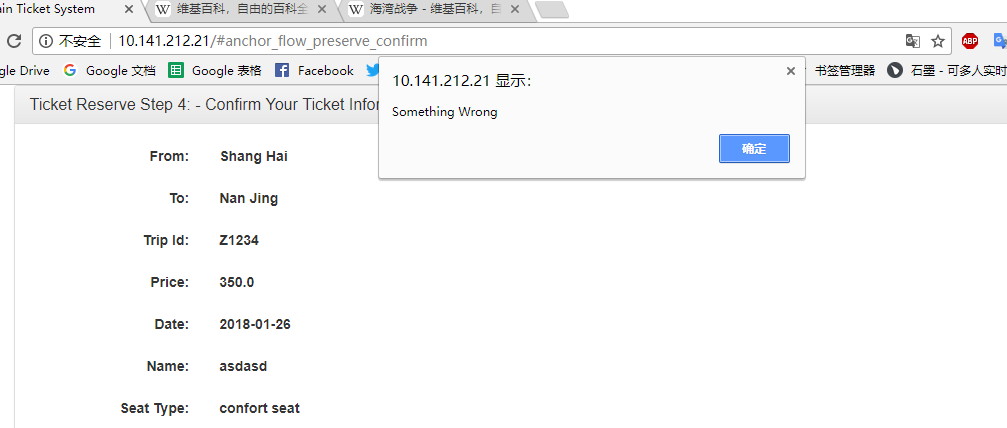 in Ticket System
维基百科，自由的百科全
海湾战争 - 维基百科，自
不安全 10.141.212.21/#anchor_flow_preserve_confirm
gle Drive Google 文档 Google 表格 Facebook 书签管理器 石墨 - 可多人实时
10.141.212.21 显示：
Something Wrong
确定
Ticket Reserve Step 4: - Confirm Your Ticket Infor
From: Shang Hai
To: Nan Jing
Trip Id: Z1234
Price: 350.0
Date: 2018-01-26
Name: asdasd
Seat Type: confort seat